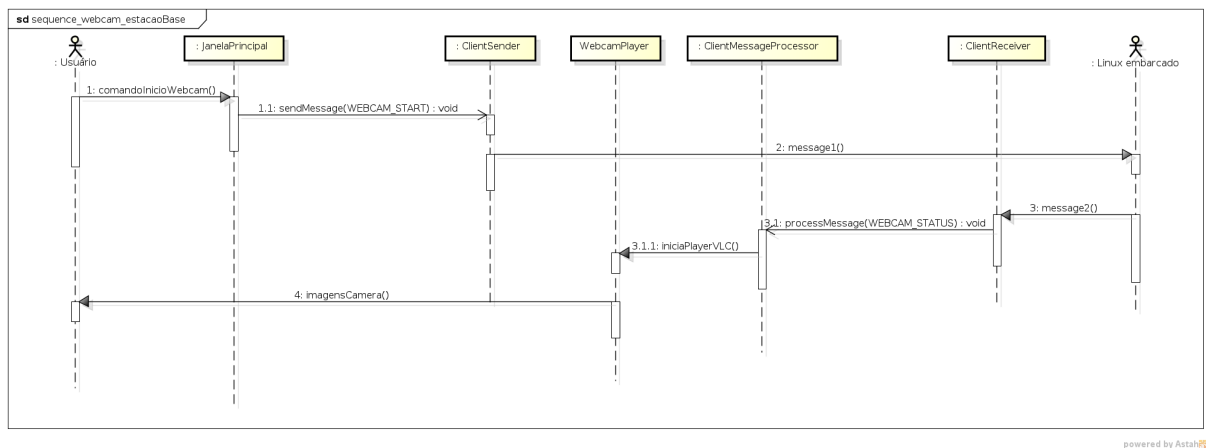 sd sequence_webcam_estacaoBase
: Usuário
: JanelaPrincipal
: ClientSender
WebcamPlayer
: ClientMessageProcessor
: ClientReceiver
: Linux embarcado
1: comandoInicioWebcam()
1.1: sendMessage(WEBCAM_START) : void
2: message1()
3: message2()
3.1: processMessage(WEBCAM_STATUS) : void
3.1.1: iniciaPlayerVLC()
4: imagensCamera()
powered by Astah